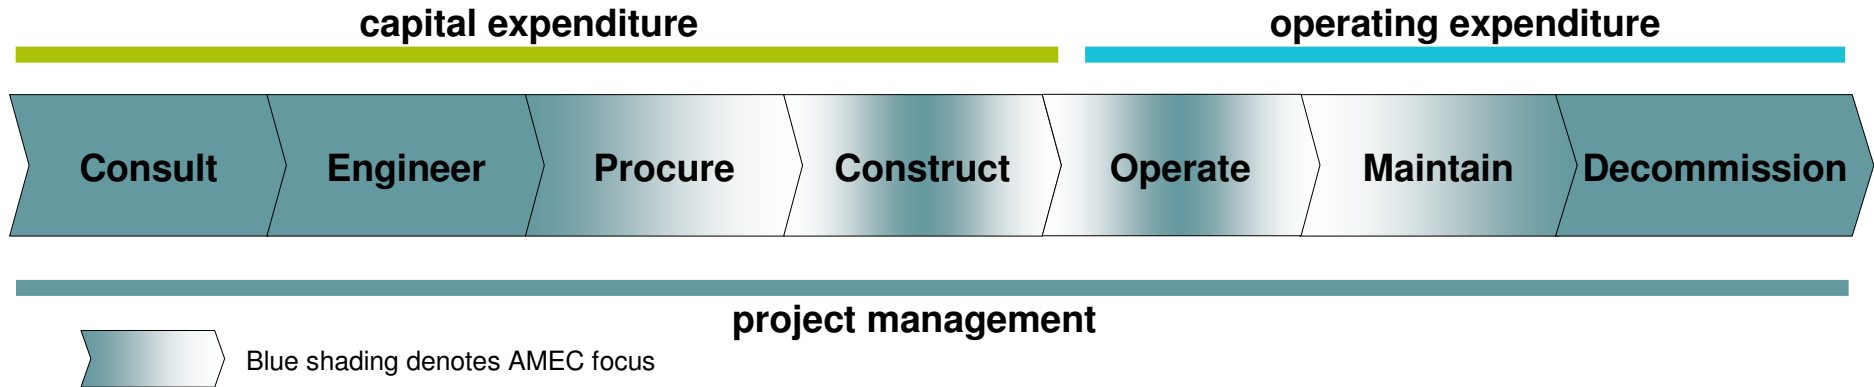 capital expenditure
operating expenditure
Consult
Engineer
Procure
Construct
Operate
Maintain
Decommission
project management
Blue shading denotes AMEC focus